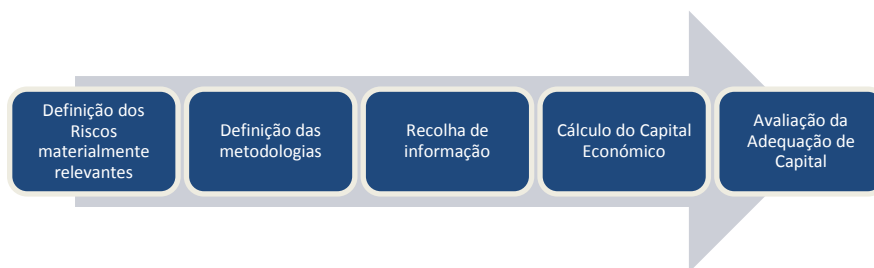 Definição dos
Riscos
materialmente
relevantes
Definição das
metodologias
Recolha de
informação
Cálculo do Capital
Económico
Avaliação da
Adequação de
Capital